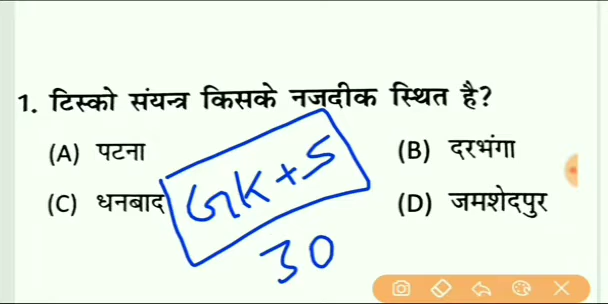 1. टिस्को संयन्त्र किसके नजदीक स्थित है?
(A) पटना (B) दरभंगा
(C) धनबाद (D) जमशेदपुर
GK+S
30